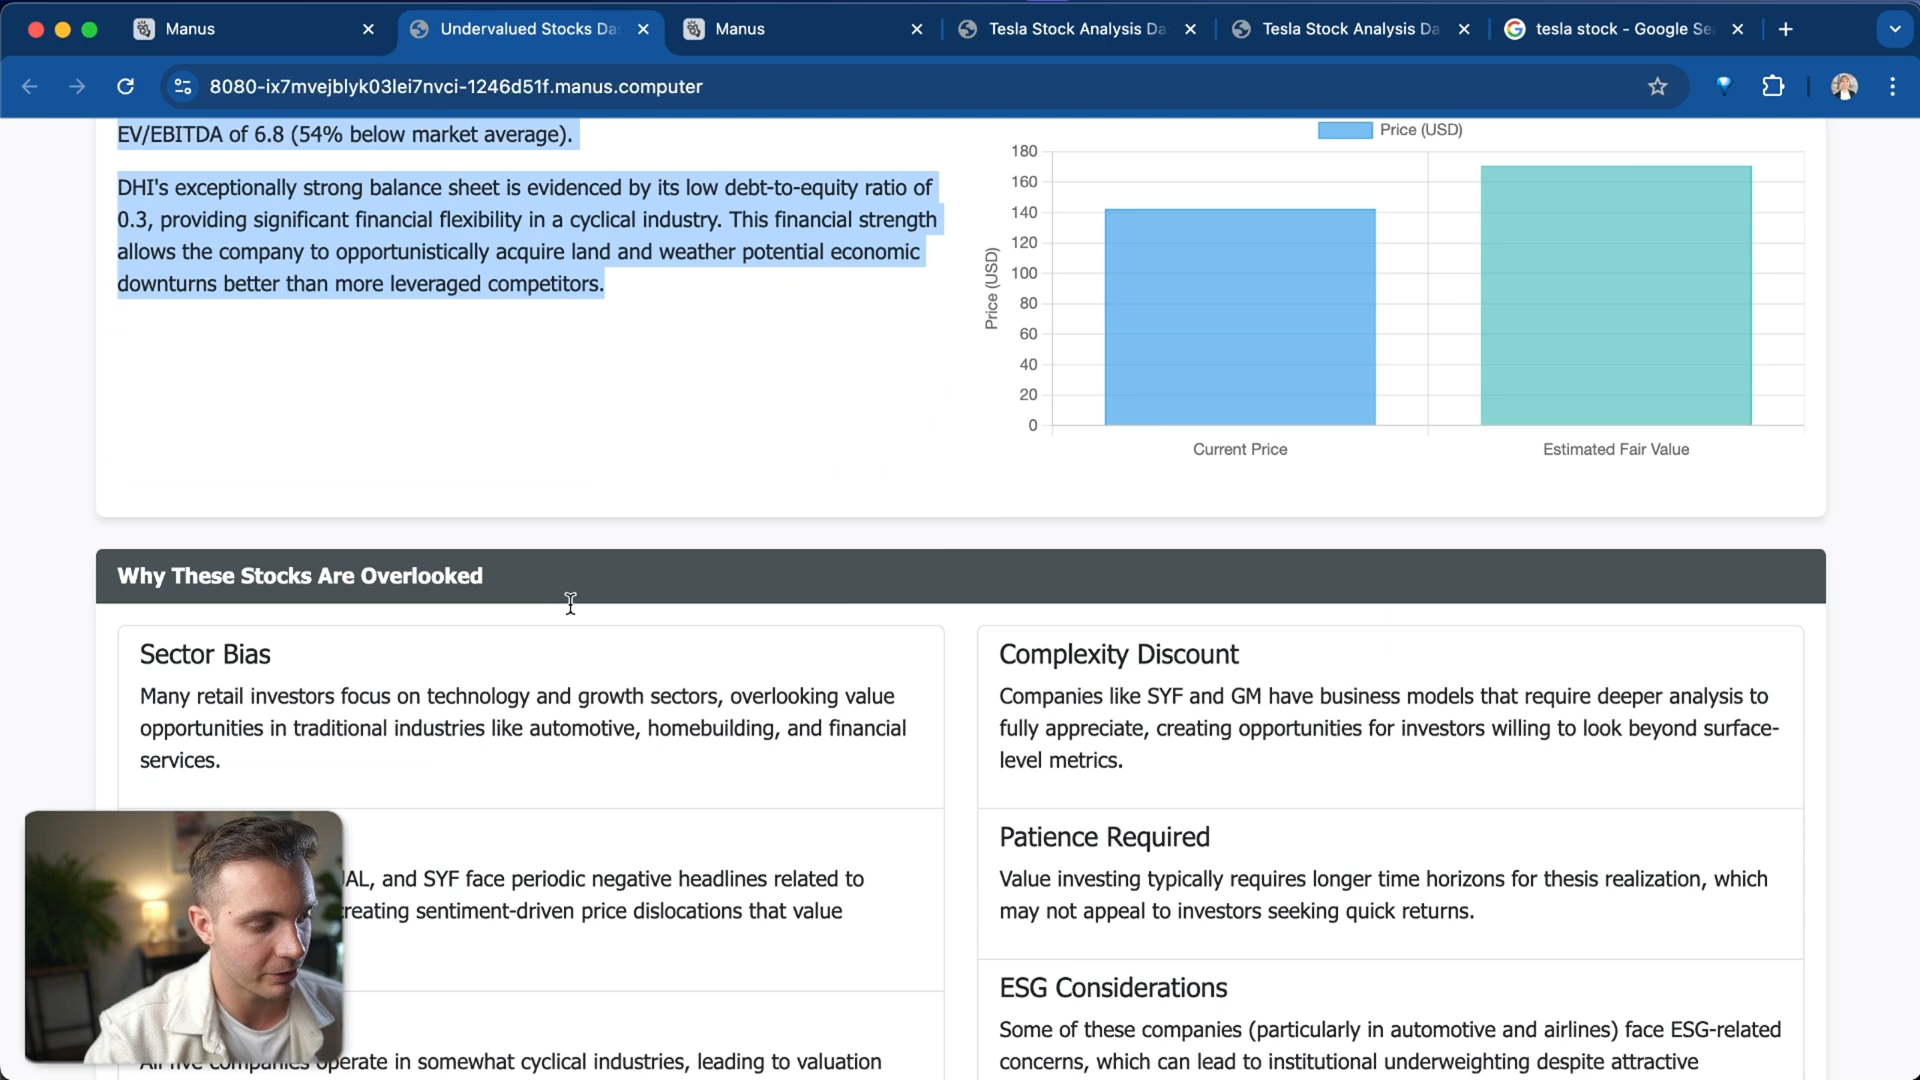 Manus
Undervalued Stocks Da
Manus
Tesla Stock Analysis Da
Tesla Stock Analysis Da
tesla stock - Google Se
8080-ix7mvejblyk03lei7nvci-1246d51f.manus.computer
EV/EBITDA of 6.8 (54% below market average).
DHI's exceptionally strong balance sheet is evidenced by its low debt-to-equity ratio of
0.3, providing significant financial flexibility in a cyclical industry. This financial strength
allows the company to opportunistically acquire land and weather potential economic
downturns better than more leveraged competitors.
Price (USD)
180
160
140
120
100
80
60
40
20
0
Price (USD)
Current Price
Estimated Fair Value
Why These Stocks Are Overlooked
Sector Bias
Many retail investors focus on technology and growth sectors, overlooking value
opportunities in traditional industries like automotive, homebuilding, and financial
services.
AL, and SYF face periodic negative headlines related to
creating sentiment-driven price dislocations that value
All five companies operate in somewhat cyclical industries, leading to valuation
Complexity Discount
Companies like SYF and GM have business models that require deeper analysis to
fully appreciate, creating opportunities for investors willing to look beyond surface-
level metrics.
Patience Required
Value investing typically requires longer time horizons for thesis realization, which
may not appeal to investors seeking quick returns.
ESG Considerations
Some of these companies (particularly in automotive and airlines) face ESG-related
concerns, which can lead to institutional underweighting despite attractive